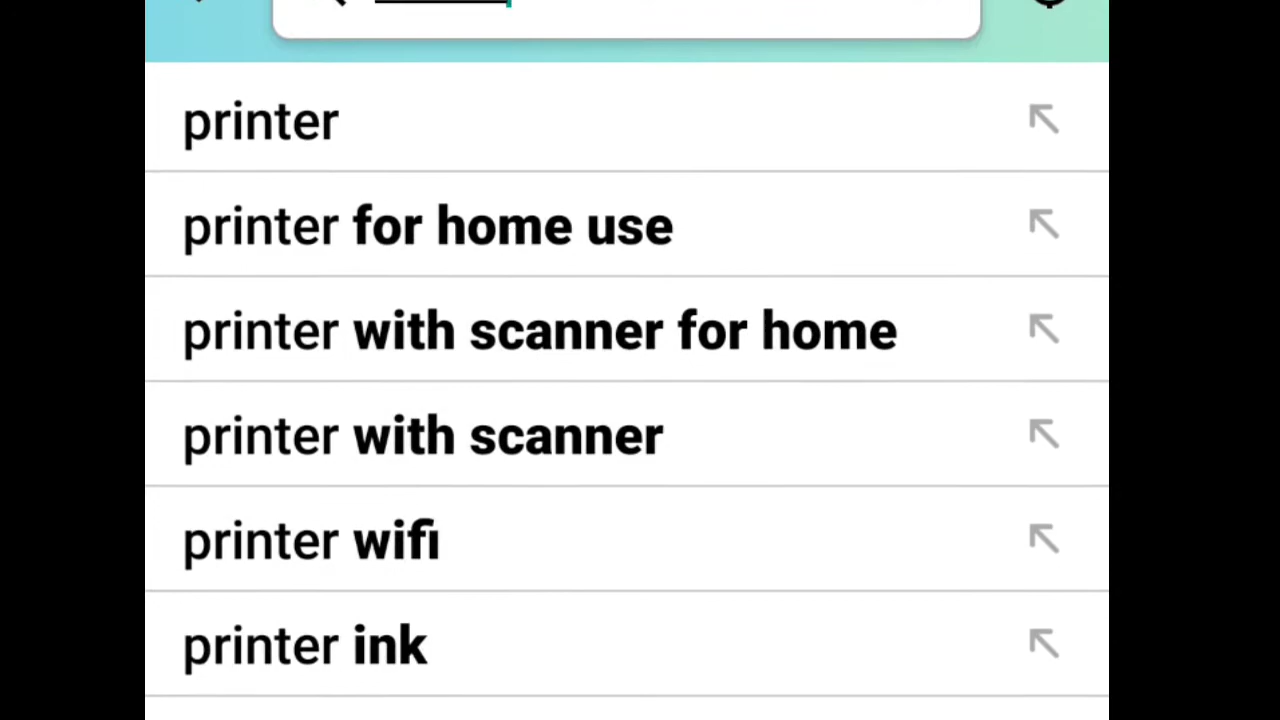 printer
printer for home use
printer with scanner for home
printer with scanner
printer wifi
printer ink